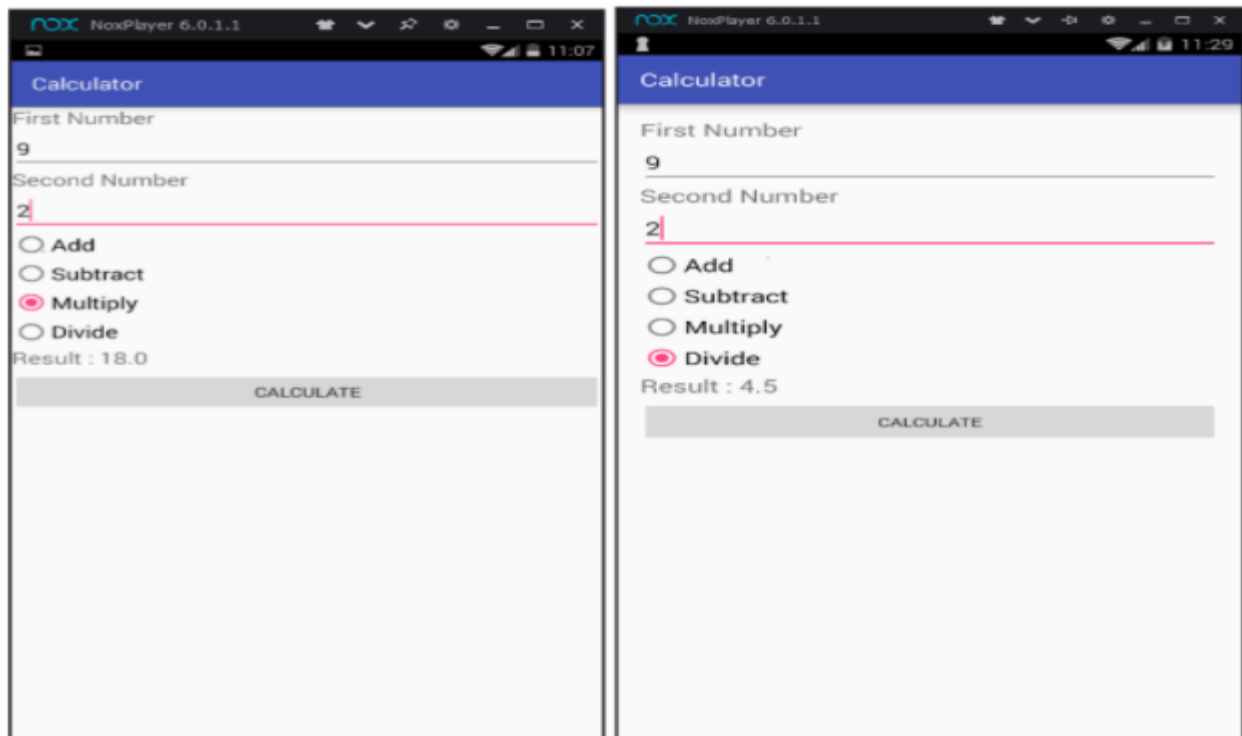 nox NoxPlayer 6.0.1.1
11:07
Calculator
First Number
9
Second Number
2
Add
Subtract
Multiply
Divide
Result : 18.0
CALCULATE
nox NoxPlayer 6.0.1.1
11:29
Calculator
First Number
9
Second Number
2
Add
Subtract
Multiply
Divide
Result : 4.5
CALCULATE